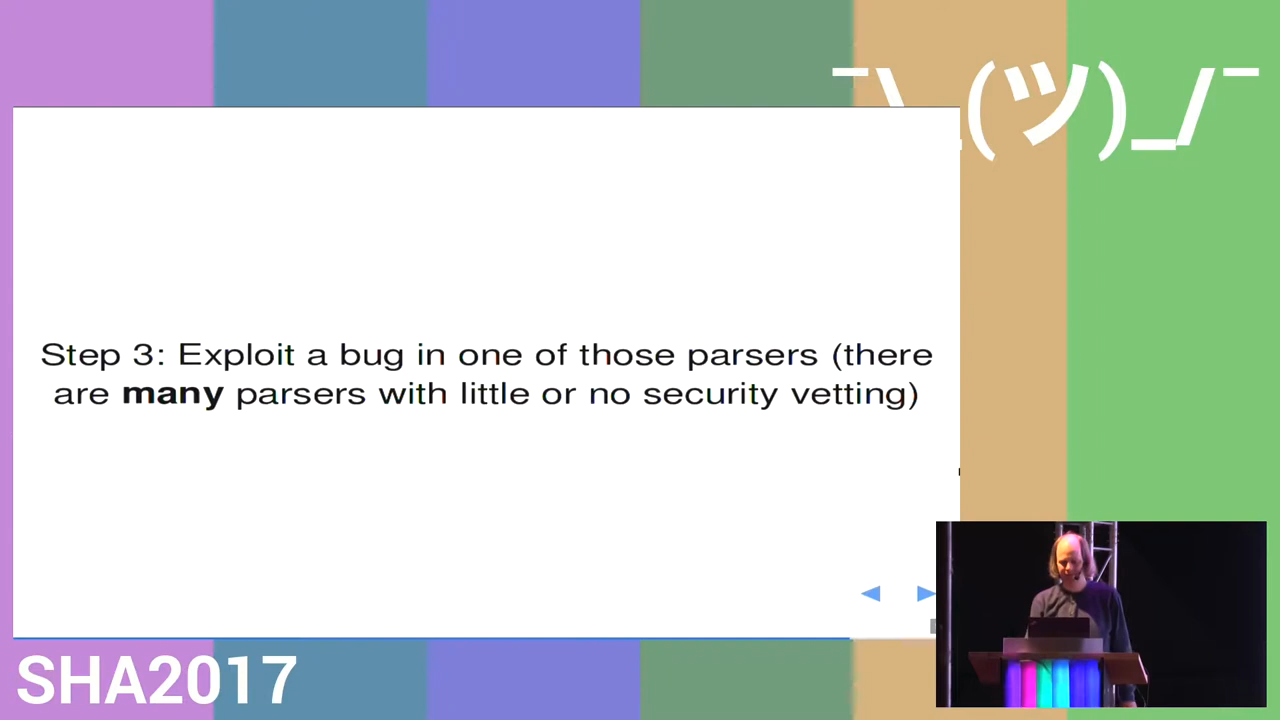 ¯\_(ツ)_/¯
Step 3: Exploit a bug in one of those parsers (there
are many parsers with little or no security vetting)
SHA2017